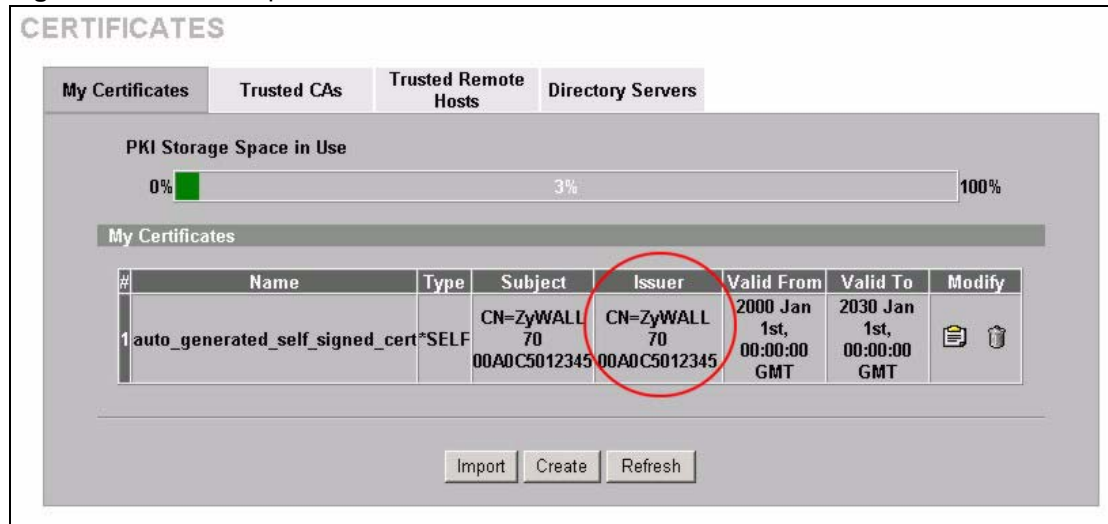 CERTIFICATES
My Certificates
Trusted CAs
Trusted Remote
Hosts
Directory Servers
PKI Storage Space in Use
0%
3%
100%
My Certificates
# Name Type Subject Issuer Valid From Valid To Modify
1 auto_generated_self_signed_cert *SELF
CN=ZyWALL
70
00A0C5012345
CN=ZyWALL
70
00A0C5012345
2000 Jan
1st,
00:00:00
GMT
2030 Jan
1st,
00:00:00
GMT
Import Create Refresh